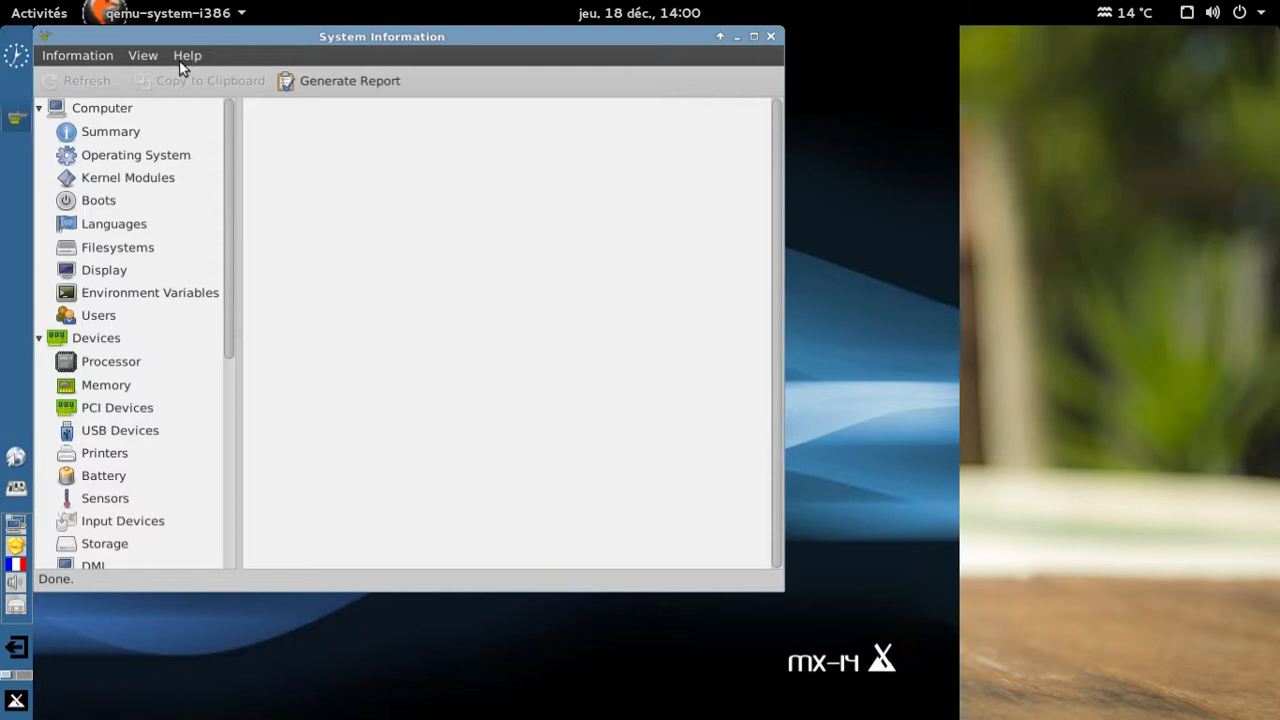 Activités qemu-system-i386 jeu. 18 déc., 14:00 14 °C
System Information
Information View Help
Refresh Copy to Clipboard Generate Report
Computer
Summary
Operating System
Kernel Modules
Boots
Languages
Filesystems
Display
Environment Variables
Users
Devices
Processor
Memory
PCI Devices
USB Devices
Printers
Battery
Sensors
Input Devices
Storage
DMI
Done.
mx-14